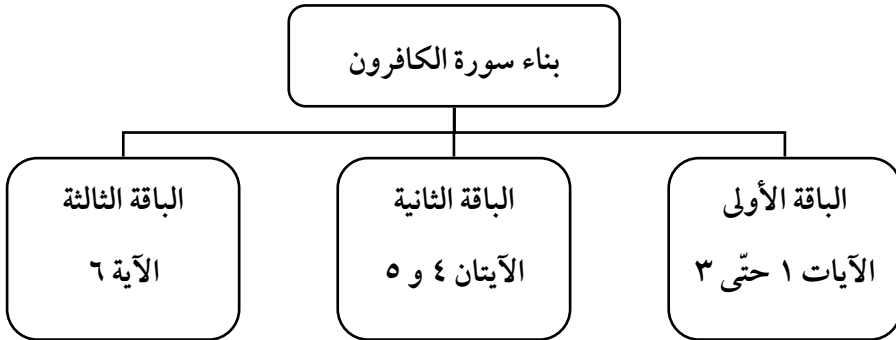 بناء سورة الكافرون
الباقة الأولى
الآيات ١ حتّى ٣
الباقة الثانية
الآيتان ٤ و ٥
الباقة الثالثة
الآية ٦